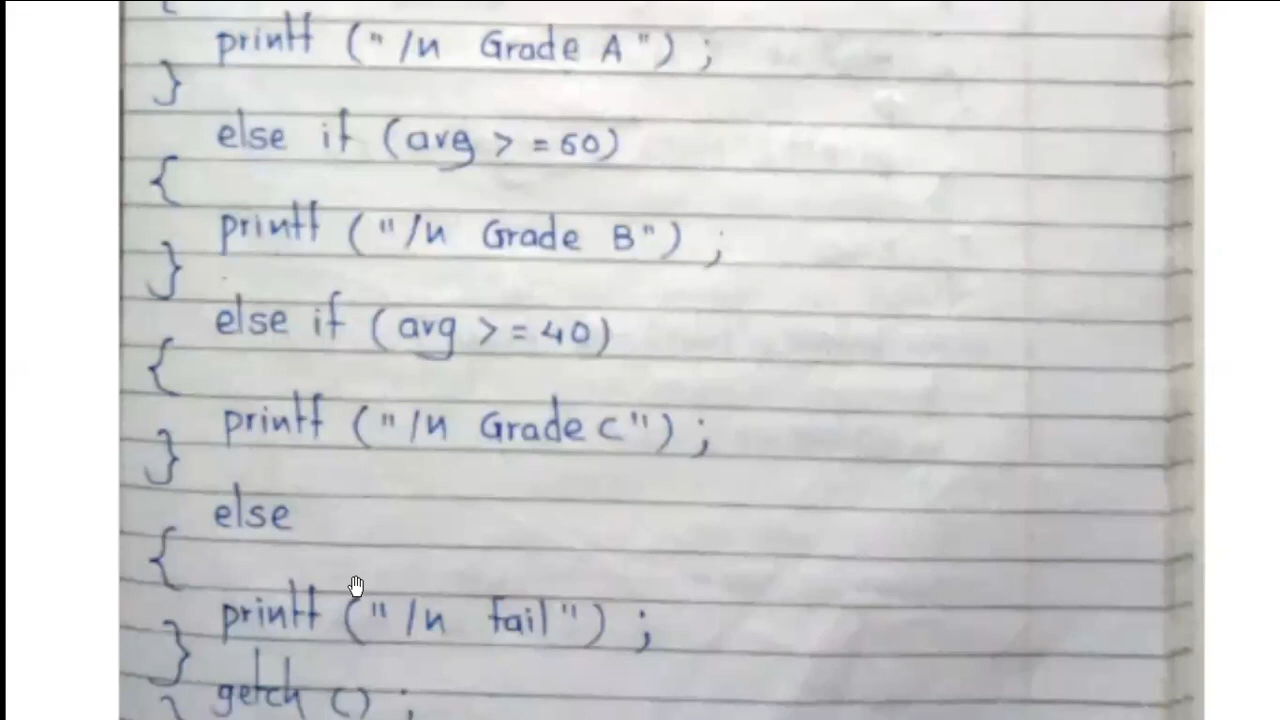 {
printf ("/n Grade A") ;
}
else if (avg > = 60)
{
printf ("/n Grade B") ;
}
else if (avg > = 40)
{
printf ("/n Grade C") ;
}
else
{
printf ("/n fail") ;
}
getch () ;
}